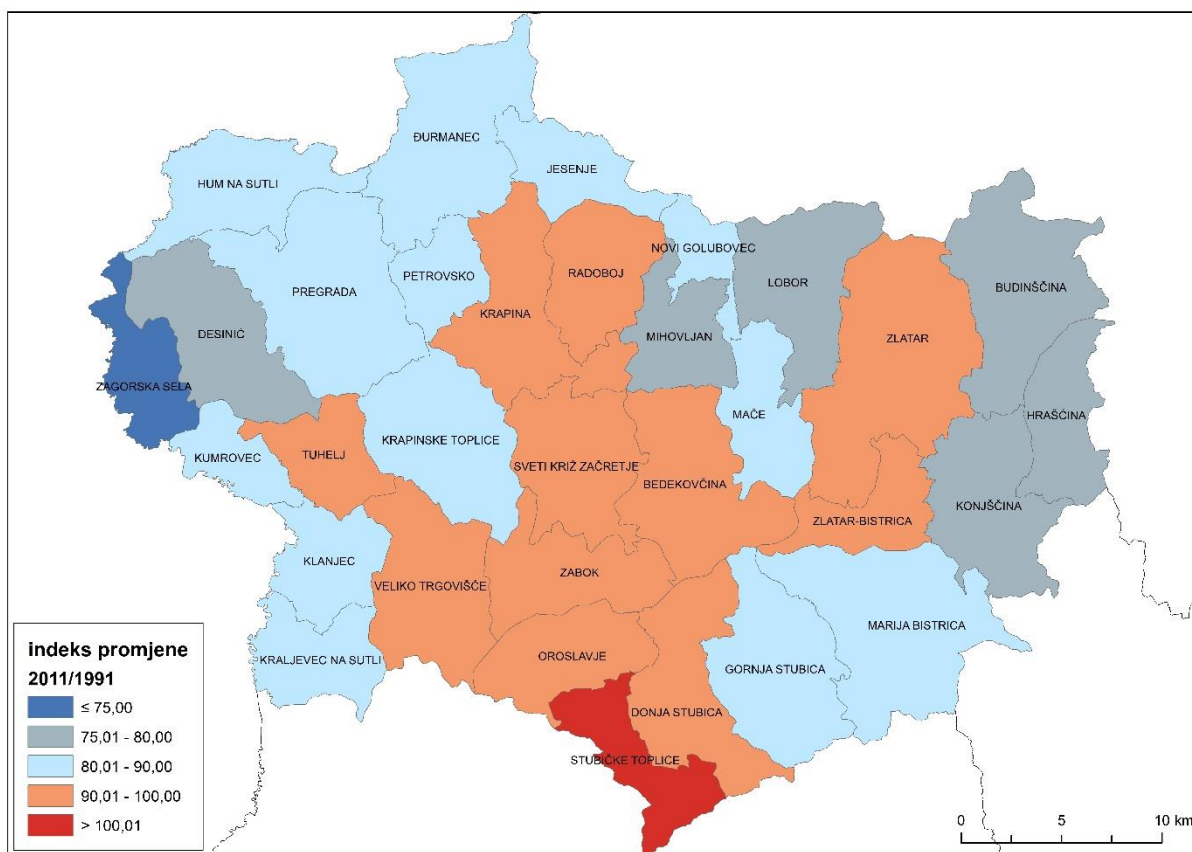 ĐURMANEC
JESENJE
HUM NA SUTLI
NOVI GOLUBOVEC
PETROVSKO
RADOBOJ
LOBOR
BUDINŠČINA
PREGRADA
KRAPINA
DESINIĆ
MIHOVLJAN
ZLATAR
ZAGORSKA SELA
MAČE
HRAŠĆINA
KRAPINSKE TOPLICE
TUHELJ
KUMROVEC
SVETI KRIŽ ZAČRETJE
BEDEKOVČINA
KONJŠČINA
ZLATAR-BISTRICA
KLANJEC
VELIKO TRGOVIŠĆE
ZABOK
MARIJA BISTRICA
KRALJEVEC NA SUTLI
OROSLAVJE
GORNJA STUBICA
DONJA STUBICA
STUBIČKE TOPLICE
indeks promjene
2011/1991
≤ 75,00
75,01 - 80,00
80,01 - 90,00
90,01 - 100,00
> 100,01
0 5 10 km